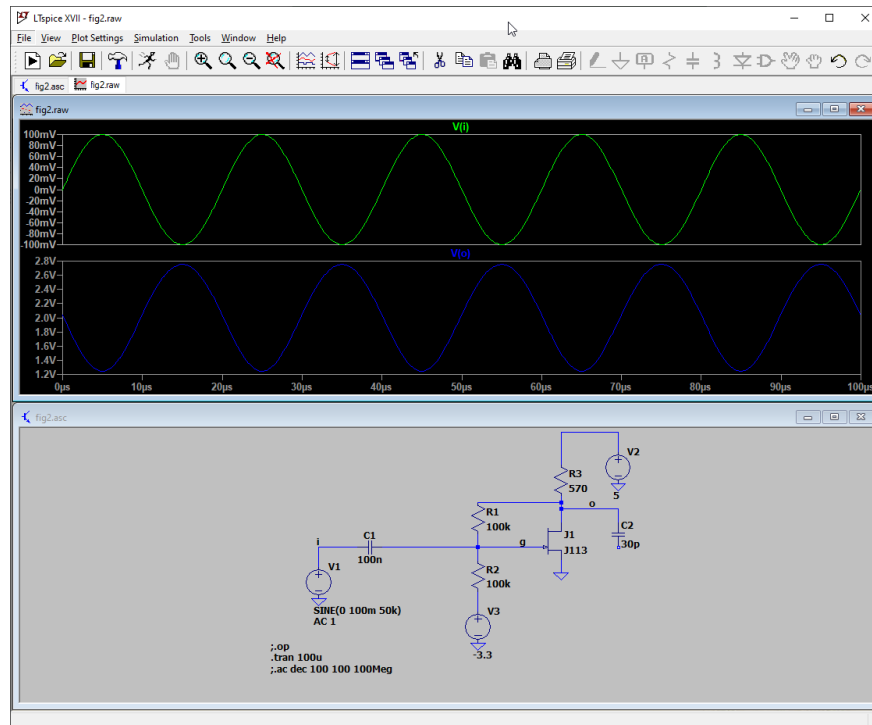 LTspice XVII - fig2.raw
File View Plot Settings Simulation Tools Window Help
fig2.asc fig2.raw
fig2.raw
V(i)
100mV
80mV
60mV
40mV
20mV
0mV
-20mV
-40mV
-60mV
-80mV
-100mV
V(o)
2.8V
2.6V
2.4V
2.2V
2.0V
1.8V
1.6V
1.4V
1.2V
0µs 10µs 20µs 30µs 40µs 50µs 60µs 70µs 80µs 90µs 100µs
fig2.asc
V2
5
R3
570
o
R1
100k
C2
30p
J1
J113
g
C1
100n
i
V1
R2
100k
SINE(0 100m 50k)
AC 1
V3
-3.3
;.op
.tran 100u
;.ac dec 100 100 100Meg